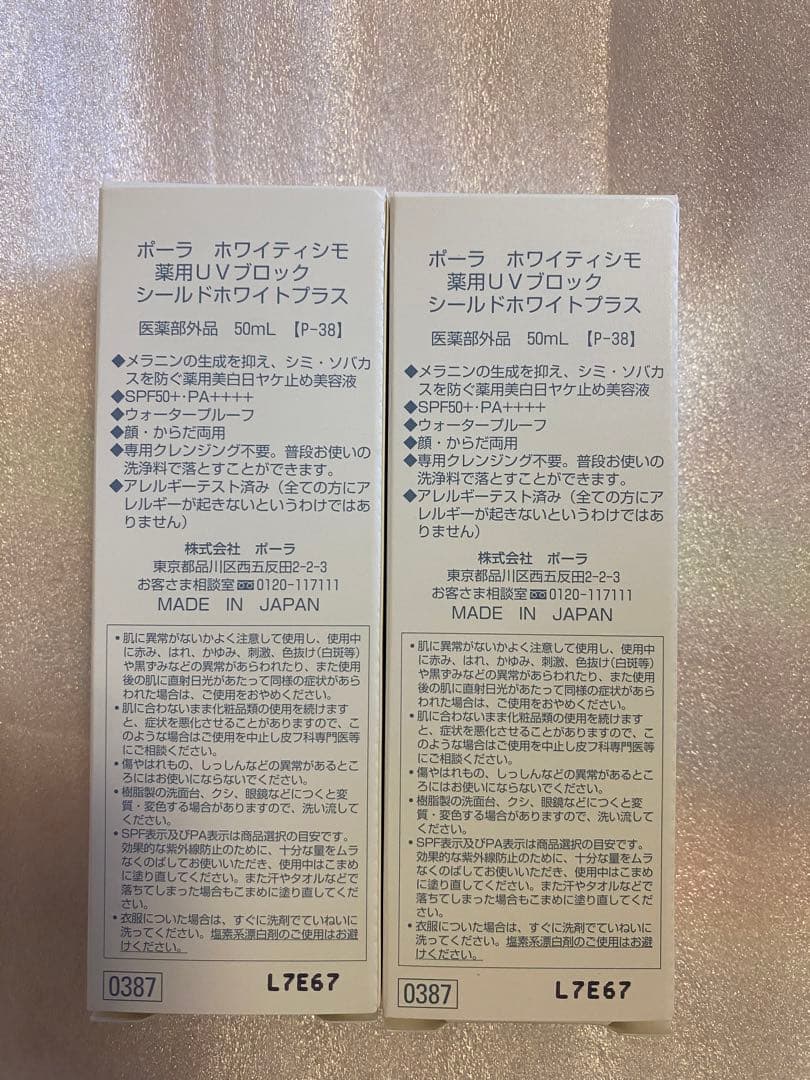 ポーラ ホワイティシモ
薬用UVブロック
シールドホワイトプラス
医薬部外品 50mL 【P-38】
◆メラニンの生成を抑え、シミ・ソバカ
スを防ぐ薬用美白日ヤケ止め美容液
◆SPF50+・PA++++
◆ウォータープルーフ
◆顔・からだ両用
◆専用クレンジング不要。普段お使いの
洗浄料で落とすことができます。
◆アレルギーテスト済み（全ての方にア
レルギーが起きないというわけではあ
りません）
株式会社 ポーラ
東京都品川区西五反田2-2-3
お客さま相談室 0120-117111
MADE IN JAPAN
・肌に異常がないかよく注意して使用し、使用中
に赤み、はれ、かゆみ、刺激、色抜け(白斑等)
や黒ずみなどの異常があらわれたり、また使用
後の肌に直射日光があたって同様の症状があら
われた場合は、ご使用をおやめください。
・肌に合わないまま化粧品類の使用を続けます
と、症状を悪化させることがありますので、こ
のような場合はご使用を中止し皮フ科専門医等
にご相談ください。
・傷やはれもの、しっしんなどの異常があるとこ
ろにはお使いにならないでください。
・樹脂製の洗面台、クシ、眼鏡などにつくと変
質・変色する場合がありますので、洗い流して
ください。
・SPF表示及びPA表示は商品選択の目安です。
効果的な紫外線防止のために、十分な量をムラ
なくのばしてお使いいただき、使用中はこまめ
に塗り直してください。また汗やタオルなどで
落ちてしまった場合もこまめに塗り直してくだ
さい。
・衣服についた場合は、すぐに洗剤でていねいに
洗ってください。塩素系漂白剤のご使用はお避
けください。
0387 L7E67
ポーラ ホワイティシモ
薬用UVブロック
シールドホワイトプラス
医薬部外品 50mL 【P-38】
◆メラニンの生成を抑え、シミ・ソバカ
スを防ぐ薬用美白日ヤケ止め美容液
◆SPF50+・PA++++
◆ウォータープルーフ
◆顔・からだ両用
◆専用クレンジング不要。普段お使いの
洗浄料で落とすことができます。
◆アレルギーテスト済み（全ての方にア
レルギーが起きないというわけではあ
りません）
株式会社 ポーラ
東京都品川区西五反田2-2-3
お客さま相談室 0120-117111
MADE IN JAPAN
・肌に異常がないかよく注意して使用し、使用中
に赤み、はれ、かゆみ、刺激、色抜け(白斑等)
や黒ずみなどの異常があらわれたり、また使用
後の肌に直射日光があたって同様の症状があら
われた場合は、ご使用をおやめください。
・肌に合わないまま化粧品類の使用を続けます
と、症状を悪化させることがありますので、こ
のような場合はご使用を中止し皮フ科専門医等
にご相談ください。
・傷やはれもの、しっしんなどの異常があるとこ
ろにはお使いにならないでください。
・樹脂製の洗面台、クシ、眼鏡などにつくと変
質・変色する場合がありますので、洗い流して
ください。
・SPF表示及びPA表示は商品選択の目安です。
効果的な紫外線防止のために、十分な量をムラ
なくのばしてお使いいただき、使用中はこまめ
に塗り直してください。また汗やタオルなどで
落ちてしまった場合もこまめに塗り直してくだ
さい。
・衣服についた場合は、すぐに洗剤でていねいに
洗ってください。塩素系漂白剤のご使用はお避
けください。
0387 L7E67